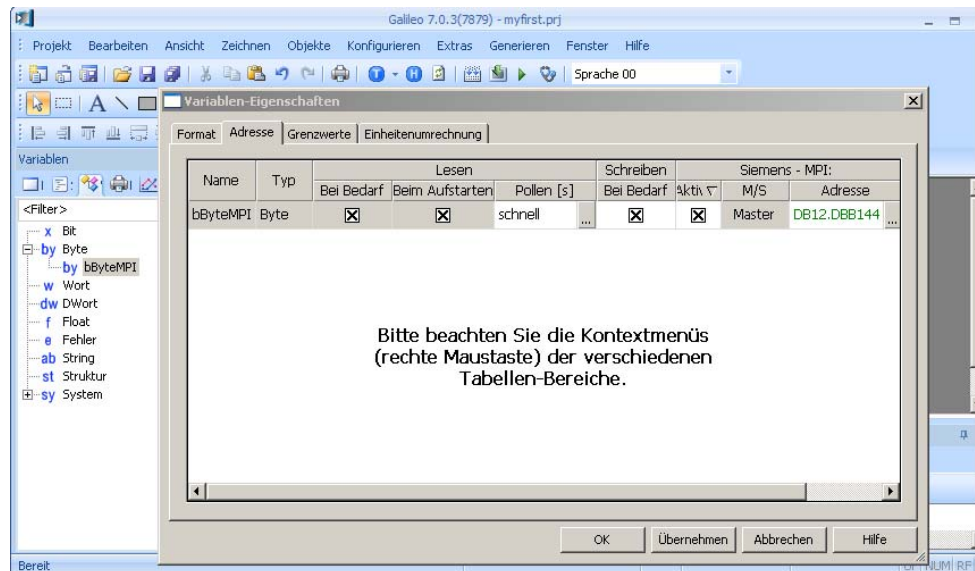 Galileo 7.0.3(7879) - myfirst.prj
Projekt Bearbeiten Ansicht Zeichnen Objekte Konfigurieren Extras Generieren Fenster Hilfe
Sprache 00
Variablen-Eigenschaften
Format Adresse Grenzwerte Einheitenumrechnung
Variablen
<Filter>
x Bit
by Byte
by bByteMPI
w Wort
dw DWort
f Float
e Fehler
ab String
st Struktur
sy System
Lesen Schreiben Siemens - MPI:
Name Typ Bei Bedarf Beim Aufstarten Pollen [s] Bei Bedarf M/S Adresse
bByteMPI Byte schnell ... Master DB12.DBB144 ...
Bitte beachten Sie die Kontextmenüs
(rechte Maustaste) der verschiedenen
Tabellen-Bereiche.
OK Übernehmen Abbrechen Hilfe
Bereit NUM RF